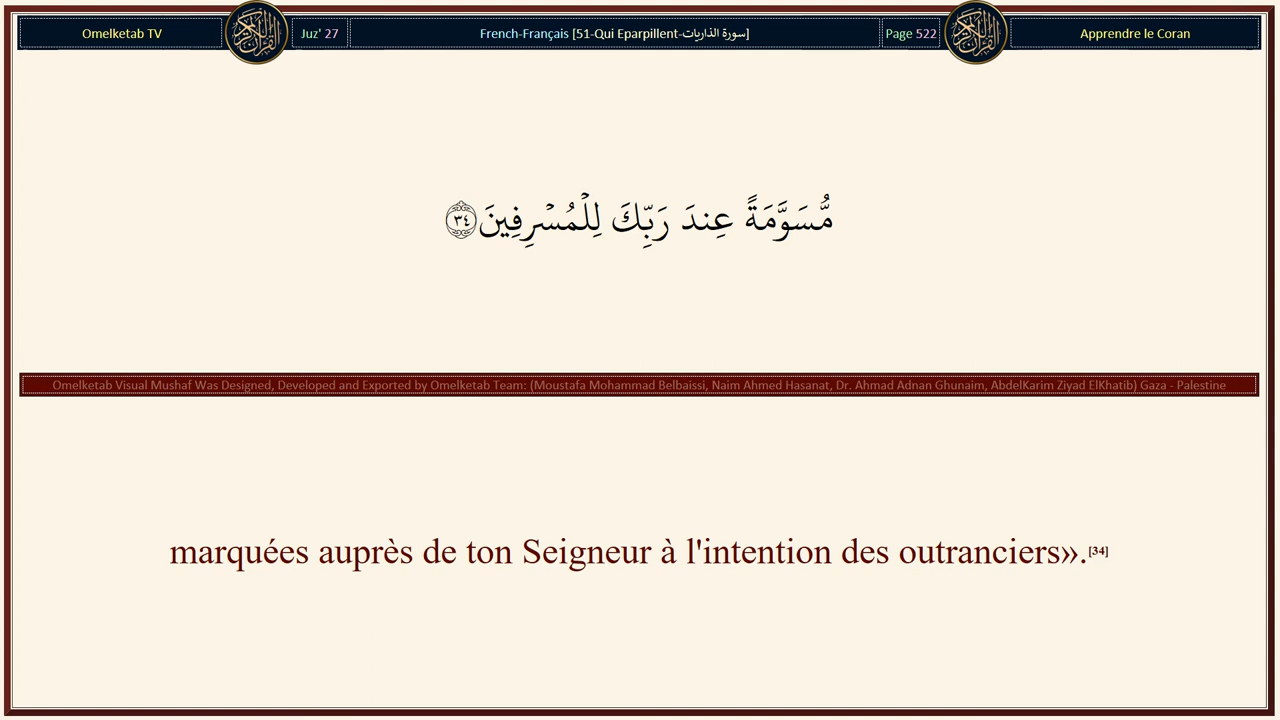 Omelketab TV
Juz' 27
French-Français [51-Qui Eparpillent-سورة الذاريات]
Page 522
Apprendre le Coran
مُّسَوَّمَةً عِندَ رَبِّكَ لِلْمُسْرِفِينَ ٣٤
Omelketab Visual Mushaf Was Designed, Developed and Exported by Omelketab Team: (Moustafa Mohammad Belbaissi, Naim Ahmed Hasanat, Dr. Ahmad Adnan Ghunaim, AbdelKarim Ziyad ElKhatib) Gaza - Palestine
marquées auprès de ton Seigneur à l'intention des outranciers».[34]